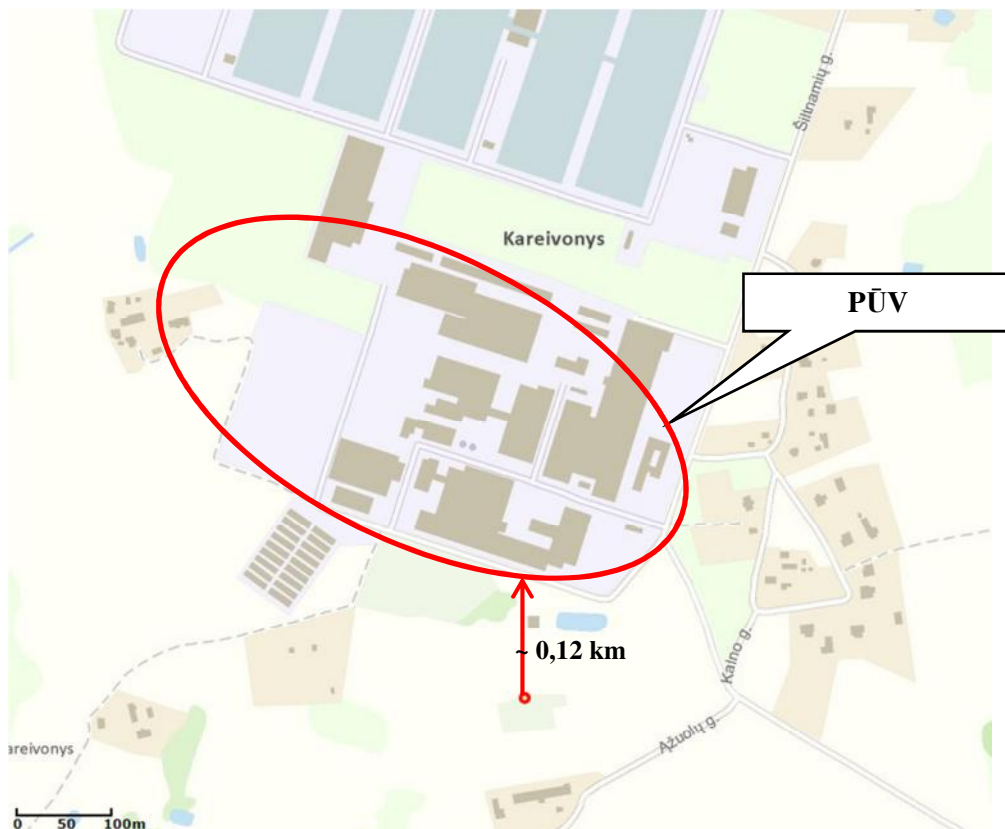 Šiltnamių g.
Kareivonys
PŪV
~ 0,12 km
Kalno g.
Ąžuolų g.
areivonys
0 50 100m